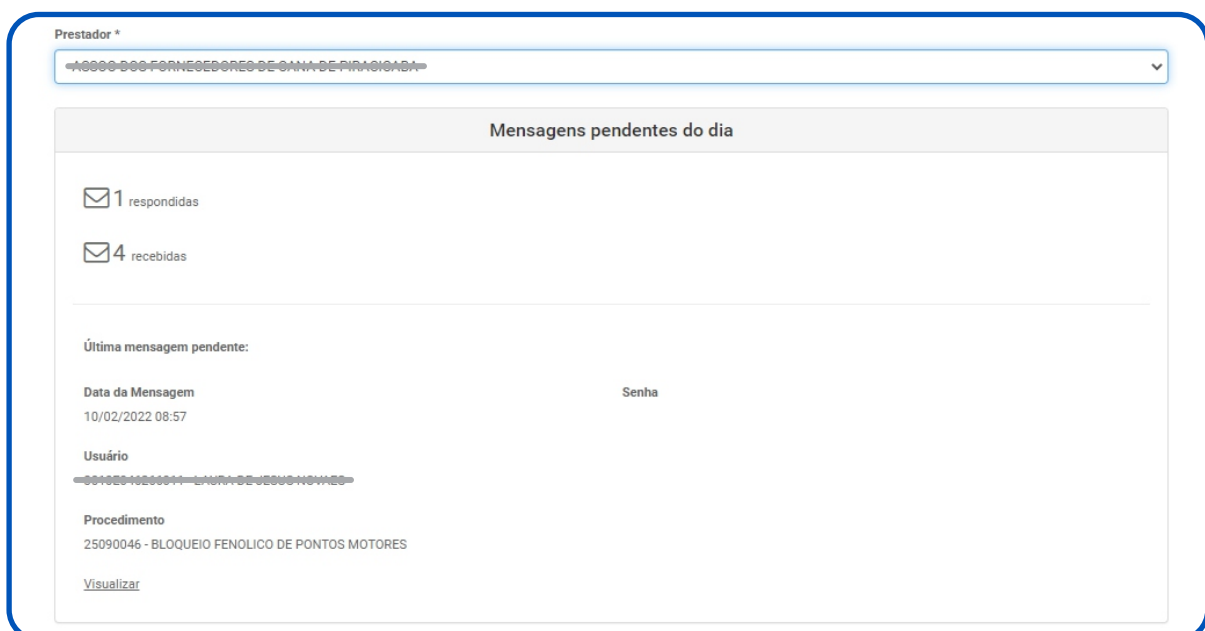 Prestador *
Mensagens pendentes do dia
1 respondidas
4 recebidas
Última mensagem pendente:
Data da Mensagem
Senha
10/02/2022 08:57
Usuário
Procedimento
25090046 - BLOQUEIO FENOLICO DE PONTOS MOTORES
Visualizar